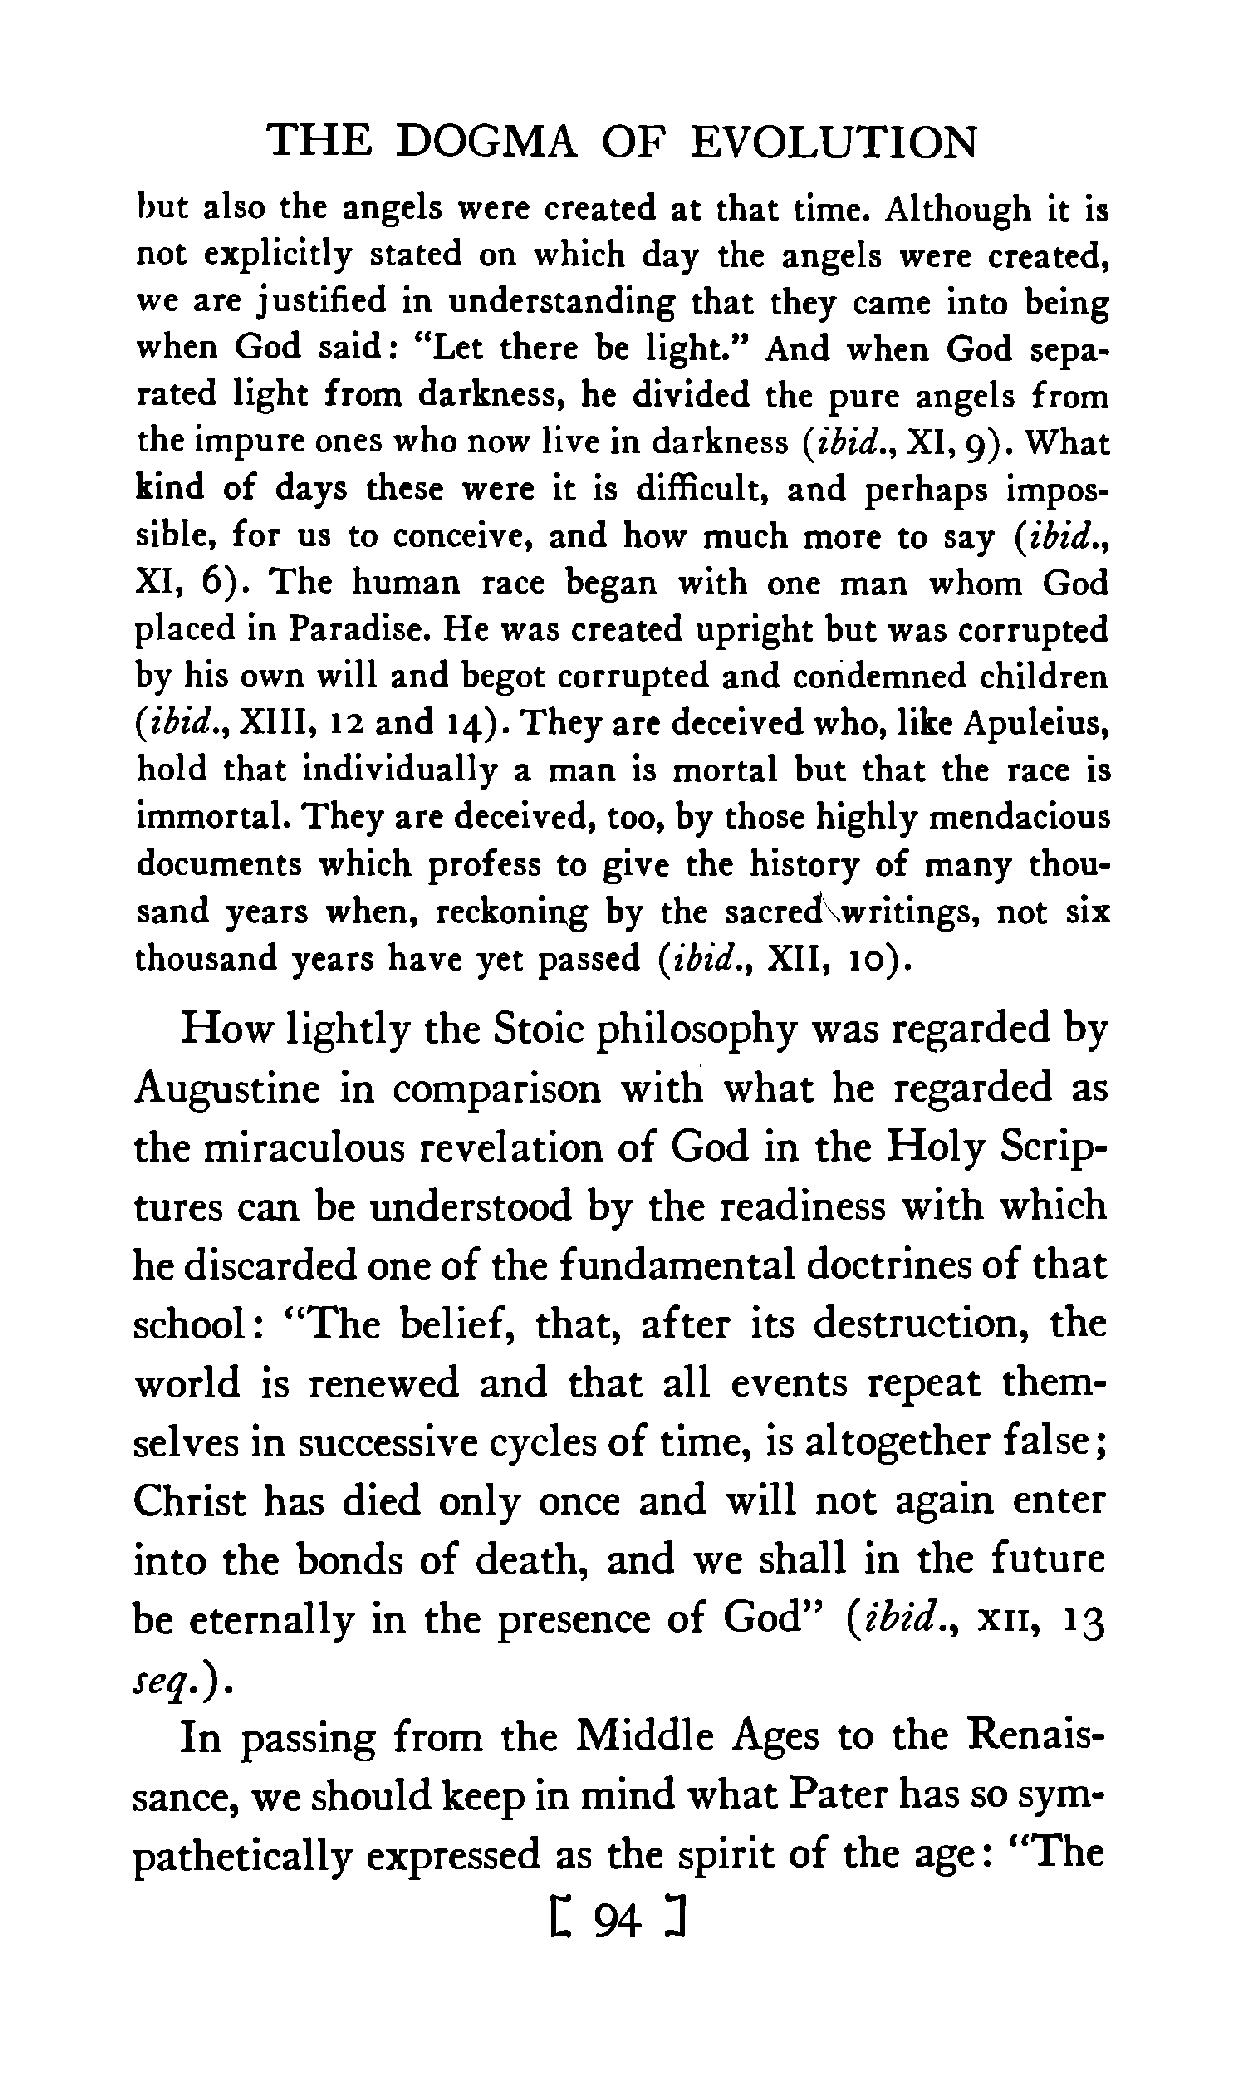 THE DOGMA OF EVOLUTION
but also the angels were created at that time. Although it is
not explicitly stated on which day the angels were created,
we are justified in understanding that they came into being
when God said: “Let there be light.” And when God sepa-
rated light from darkness, he divided the pure angels from
the impure ones who now live in darkness (ibid., XI, 9). What
kind of days these were it is difficult, and perhaps impos-
sible, for us to conceive, and how much more to say (ibid.,
XI, 6). The human race began with one man whom God
placed in Paradise. He was created upright but was corrupted
by his own will and begot corrupted and condemned children
(ibid., XIII, 12 and 14). They are deceived who, like Apuleius,
hold that individually a man is mortal but that the race is
immortal. They are deceived, too, by those highly mendacious
documents which profess to give the history of many thou-
sand years when, reckoning by the sacred writings, not six
thousand years have yet passed (ibid., XII, 10).
How lightly the Stoic philosophy was regarded by
Augustine in comparison with what he regarded as
the miraculous revelation of God in the Holy Scrip-
tures can be understood by the readiness with which
he discarded one of the fundamental doctrines of that
school: “The belief, that, after its destruction, the
world is renewed and that all events repeat them-
selves in successive cycles of time, is altogether false;
Christ has died only once and will not again enter
into the bonds of death, and we shall in the future
be eternally in the presence of God” (ibid., XII, 13
seq.).
In passing from the Middle Ages to the Renais-
sance, we should keep in mind what Pater has so sym-
pathetically expressed as the spirit of the age: “The
[ 94 ]